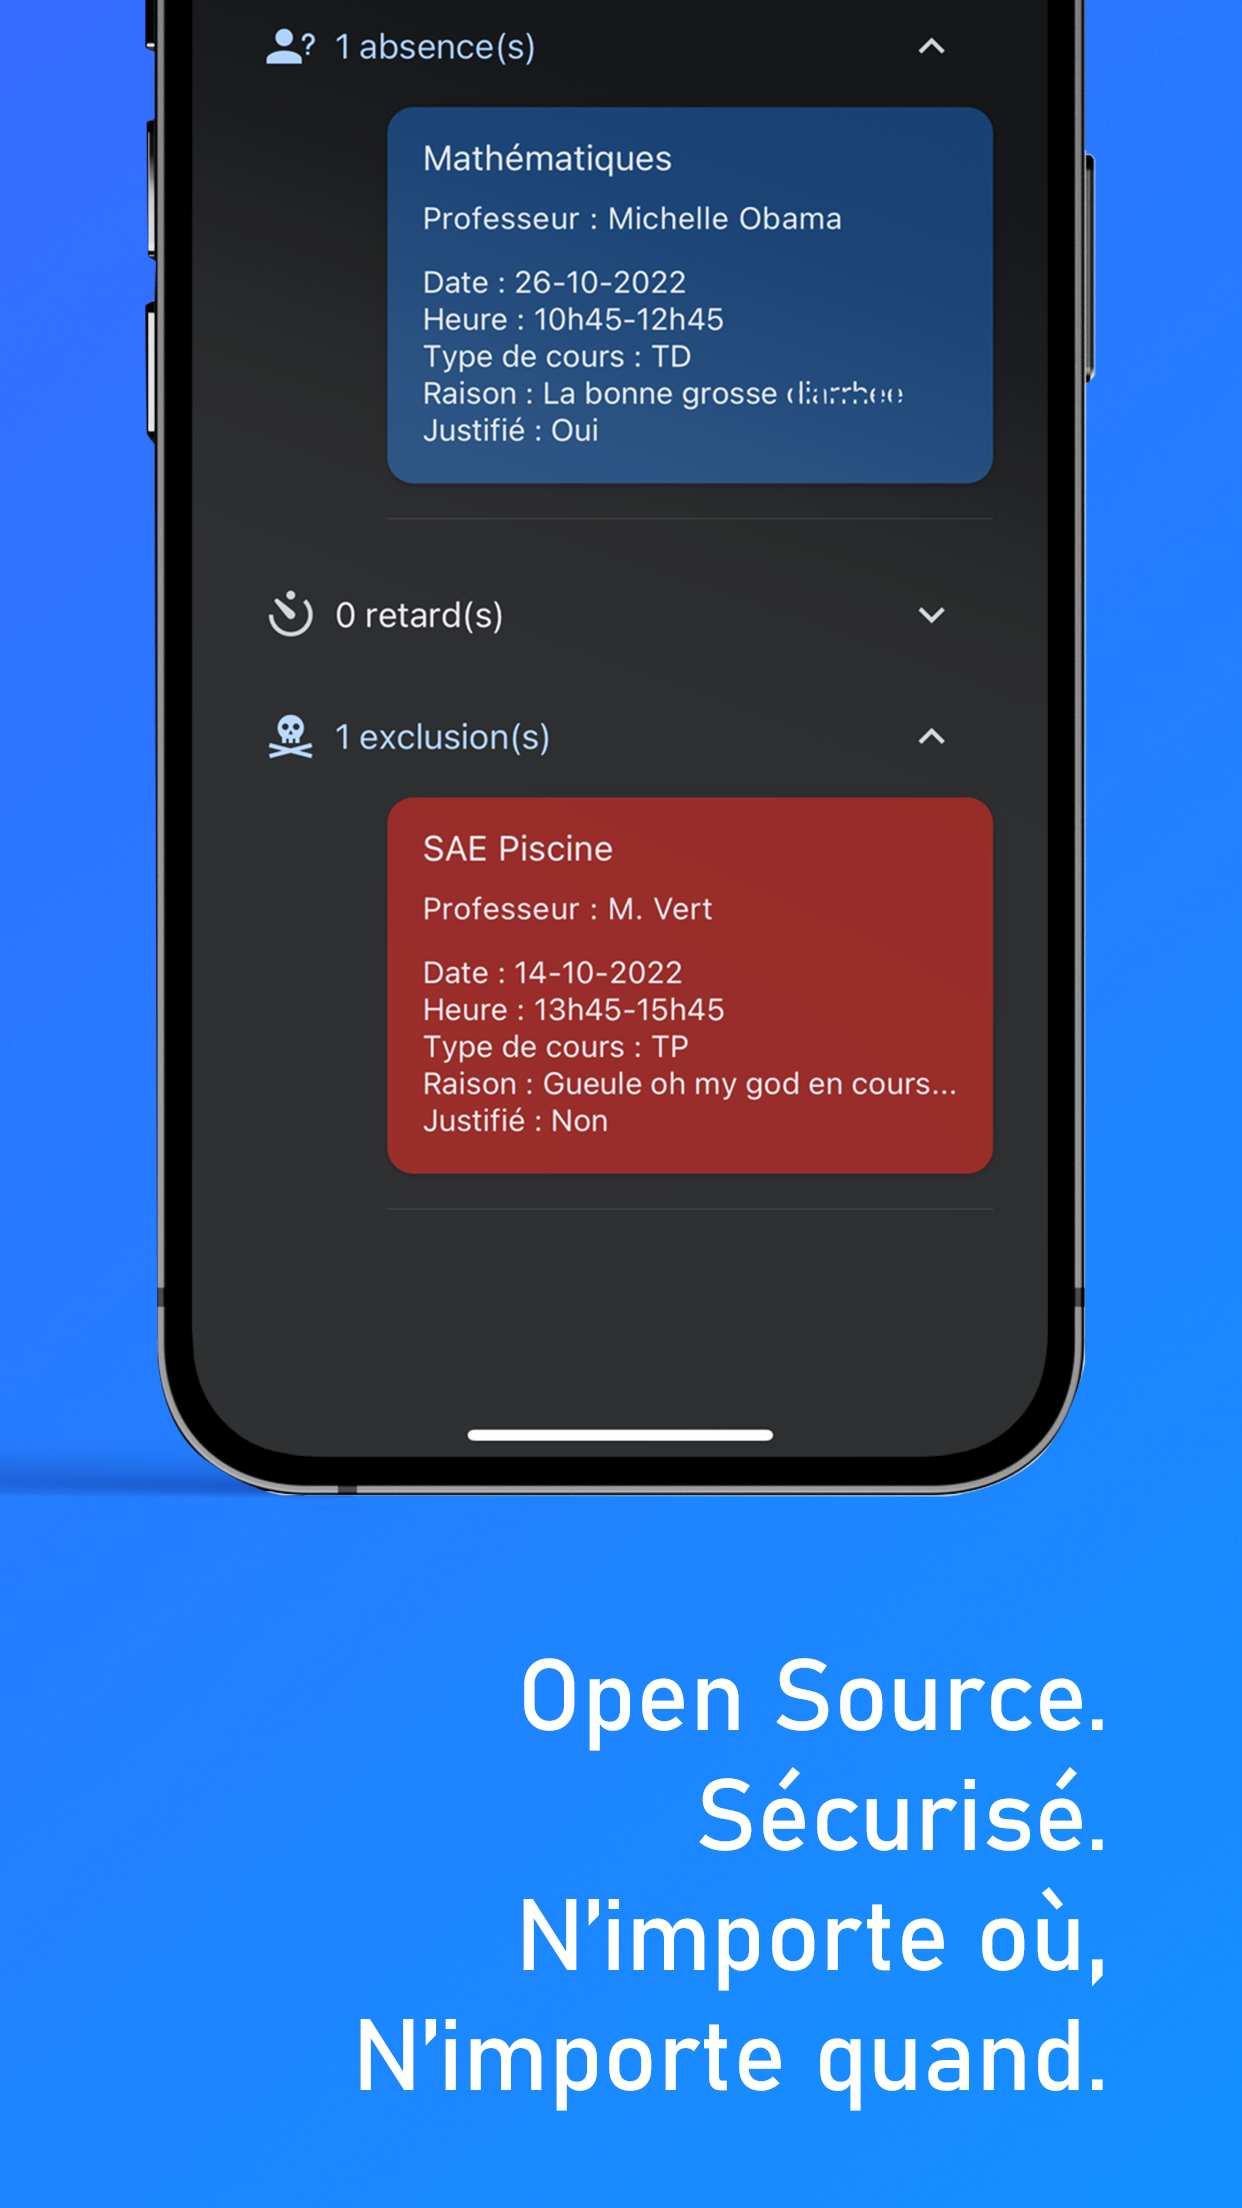 1 absence(s)
Mathématiques
Professeur : Michelle Obama
Date : 26-10-2022
Heure : 10h45-12h45
Type de cours : TD
Raison : La bonne grosse diarrhee
Justifié : Oui
0 retard(s)
1 exclusion(s)
SAE Piscine
Professeur : M. Vert
Date : 14-10-2022
Heure : 13h45-15h45
Type de cours : TP
Raison : Gueule oh my god en cours...
Justifié : Non
Open Source.
Sécurisé.
N'importe où,
N'importe quand.